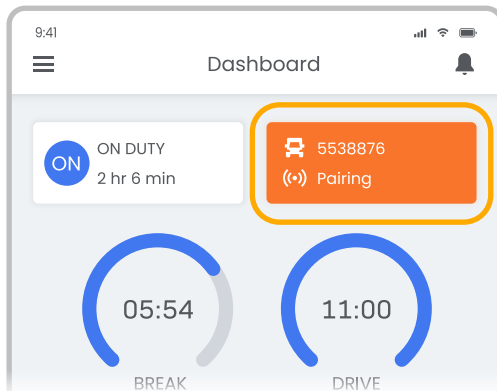 9:41
Dashboard
ON
ON DUTY
2 hr 6 min
5538876
Pairing
05:54
11:00
BREAK
DRIVE